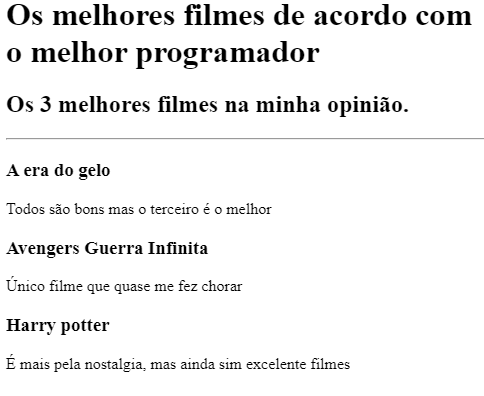 Os melhores filmes de acordo com
o melhor programador
Os 3 melhores filmes na minha opinião.
A era do gelo
Todos são bons mas o terceiro é o melhor
Avengers Guerra Infinita
Único filme que quase me fez chorar
Harry potter
É mais pela nostalgia, mas ainda sim excelente filmes